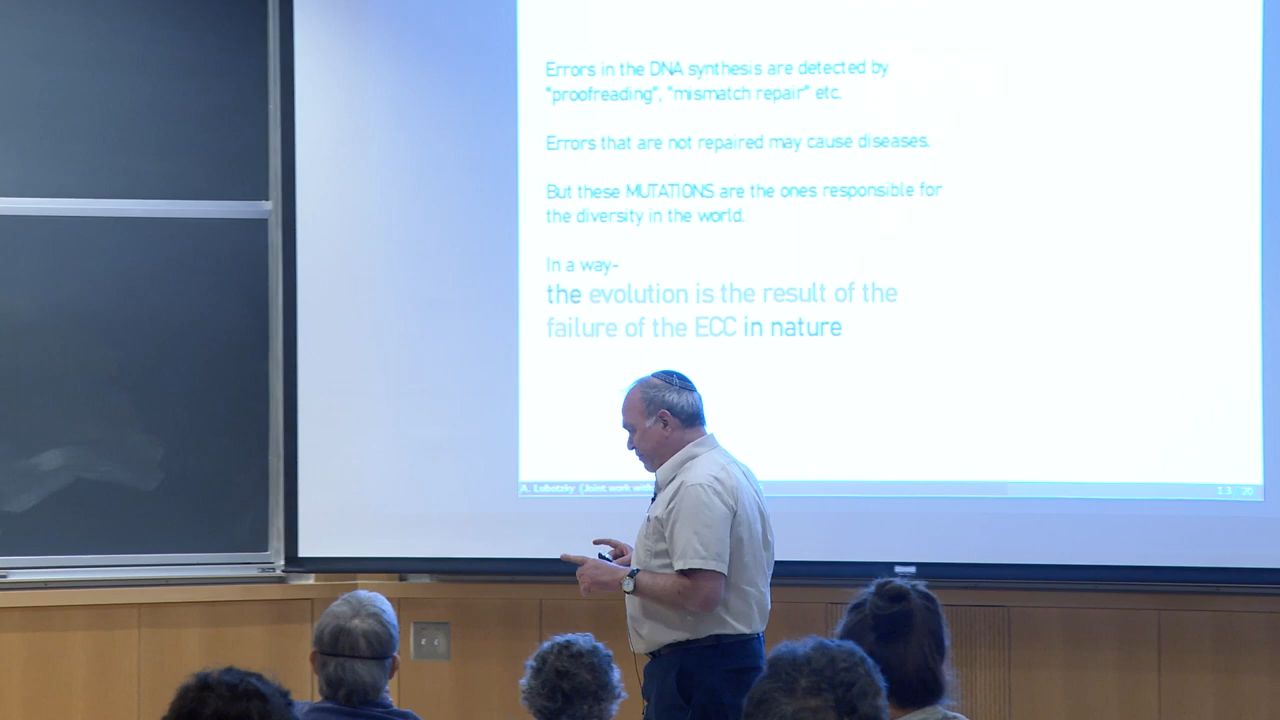 Errors in the DNA synthesis are detected by
"proofreading", "mismatch repair" etc.
Errors that are not repaired may cause diseases.
But these MUTATIONS are the ones responsible for
the diversity in the world.
In a way-
the evolution is the result of the
failure of the ECC in nature
A. Lubotzky (Joint work with